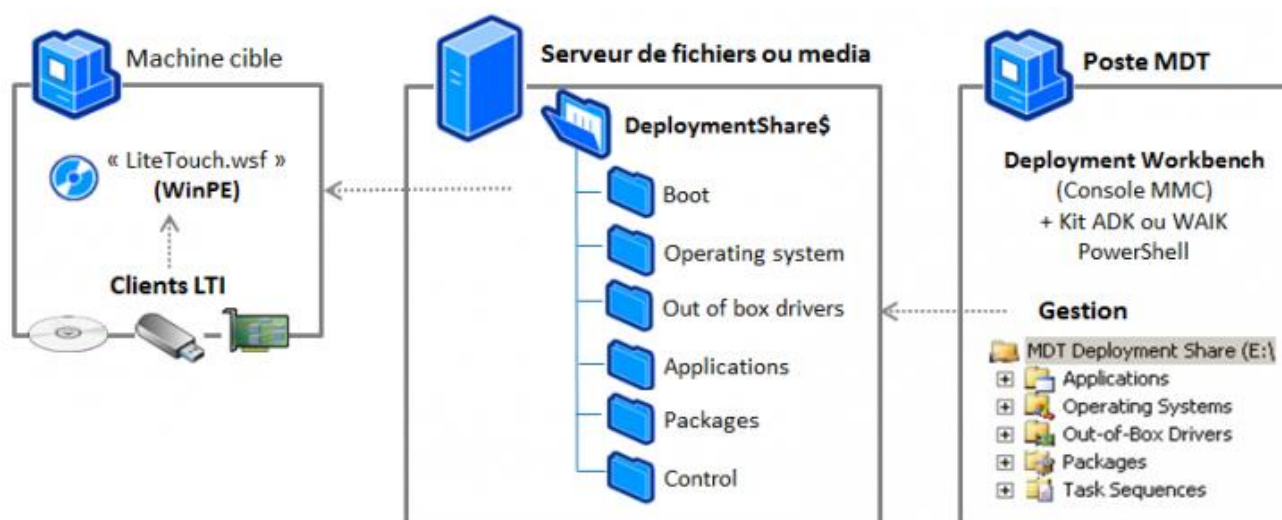 Machine cible
« LiteTouch.wsf »
(WinPE)
Clients LTI
Serveur de fichiers ou media
DeploymentShare$
Boot
Operating system
Out of box drivers
Applications
Packages
Control
Poste MDT
Deployment Workbench
(Console MMC)
+ Kit ADK ou WAIK
PowerShell
Gestion
MDT Deployment Share (E:\
Applications
Operating Systems
Out-of-Box Drivers
Packages
Task Sequences